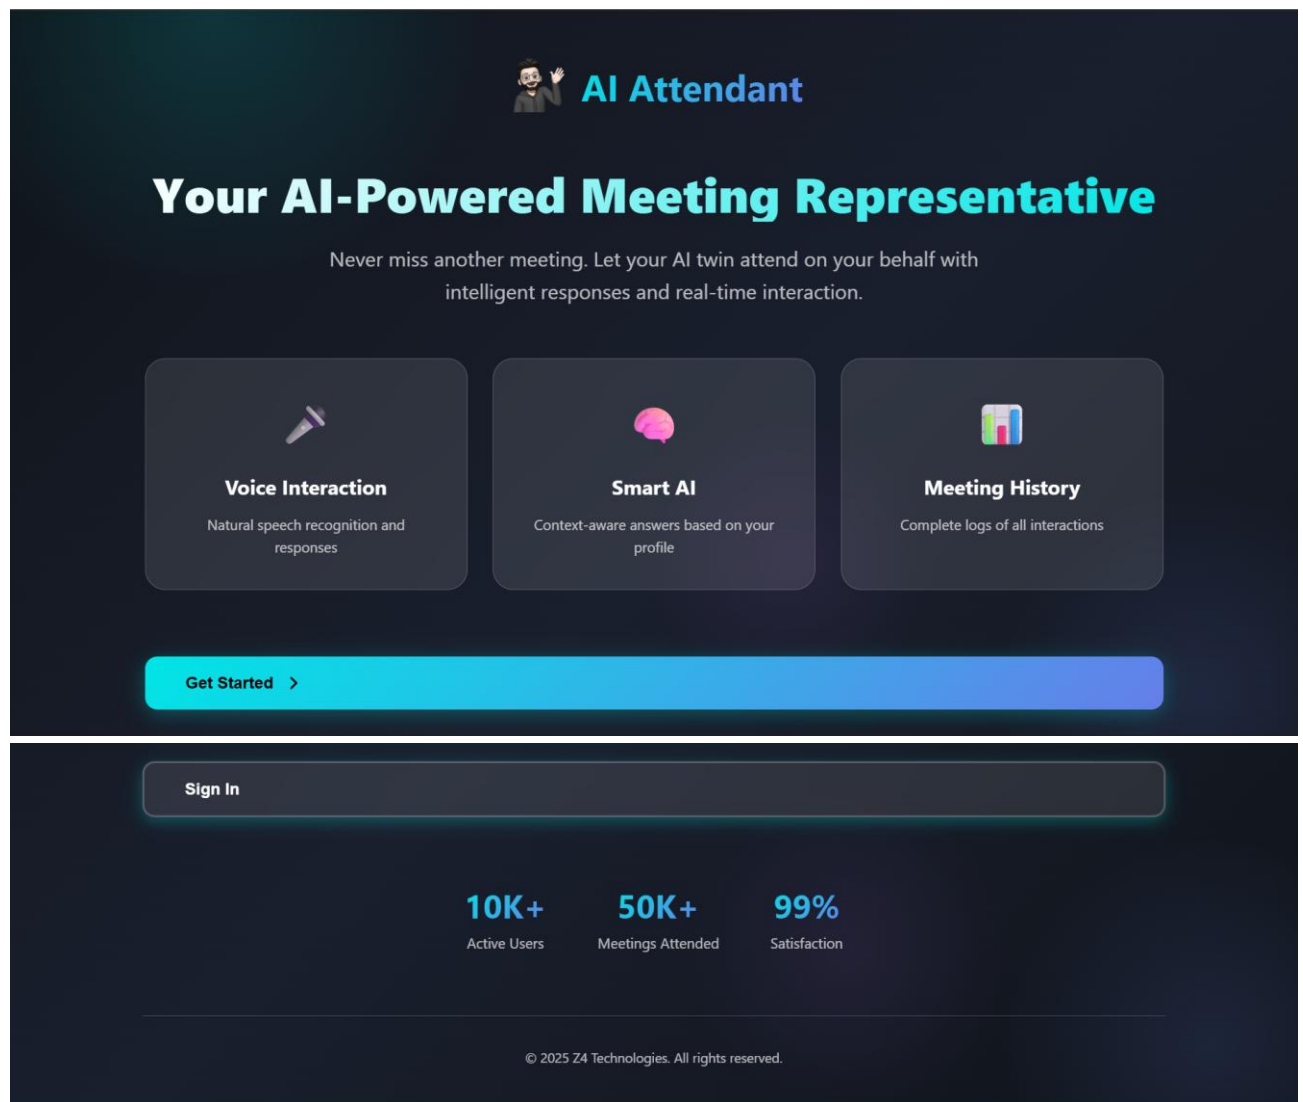 AI Attendant
Your AI-Powered Meeting Representative
Never miss another meeting. Let your AI twin attend on your behalf with
intelligent responses and real-time interaction.
Voice Interaction
Natural speech recognition and
responses
Smart AI
Context-aware answers based on your
profile
Meeting History
Complete logs of all interactions
Get Started
Sign In
10K+
Active Users
50K+
Meetings Attended
99%
Satisfaction
© 2025 Z4 Technologies. All rights reserved.